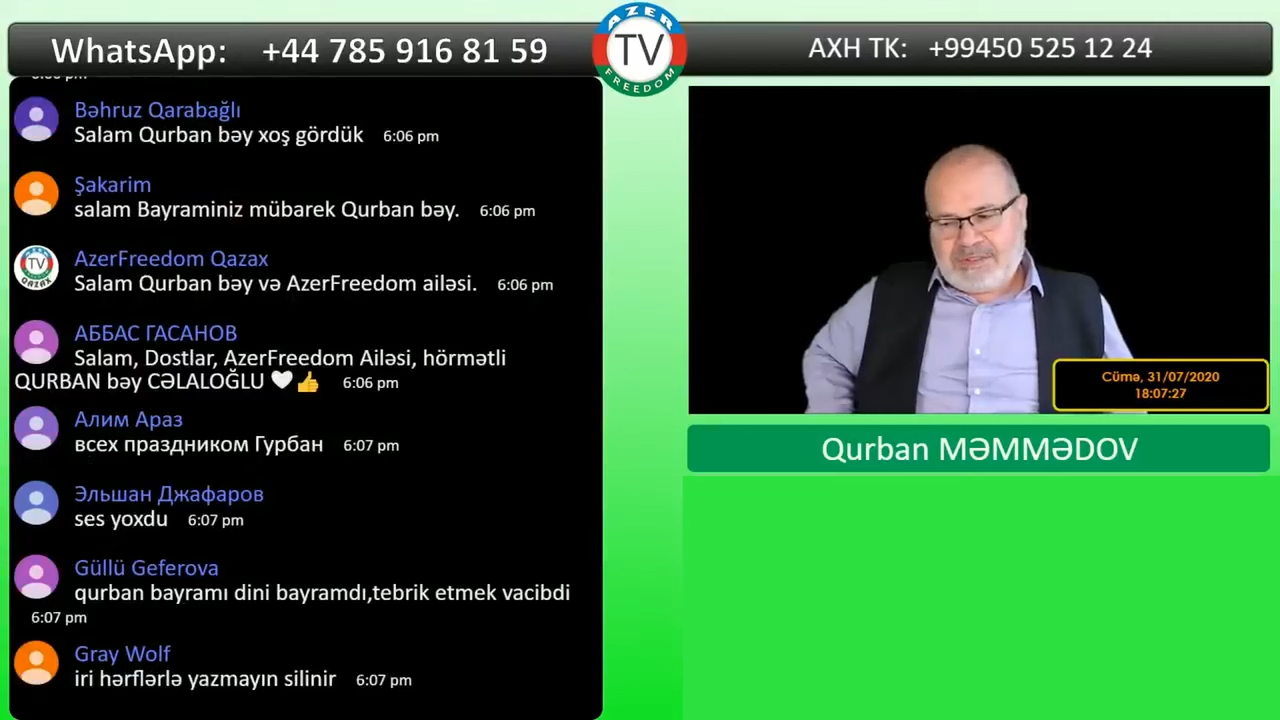 WhatsApp: +44 785 916 81 59
AZER
TV
FREEDOM
AXH TK: +99450 525 12 24
Bəhruz Qarabağlı
Salam Qurban bəy xoş gördük 6:06 pm
Şakarim
salam Bayraminiz mübarek Qurban bəy. 6:06 pm
TV
QAZAX
AzerFreedom Qazax
Salam Qurban bəy və AzerFreedom ailəsi. 6:06 pm
АББАС ГАСАНОВ
Salam, Dostlar, AzerFreedom Ailəsi, hörmətli
QURBAN bəy CƏLALOĞLU 🤍👍 6:06 pm
Алим Араз
всех праздником Гурбан 6:07 pm
Эльшан Джафаров
ses yoxdu 6:07 pm
Güllü Geferova
qurban bayramı dini bayramdı,tebrik etmek vacibdi
6:07 pm
Gray Wolf
iri hərflərlə yazmayın silinir 6:07 pm
Cümə, 31/07/2020
18:07:27
Qurban MƏMMƏDOV